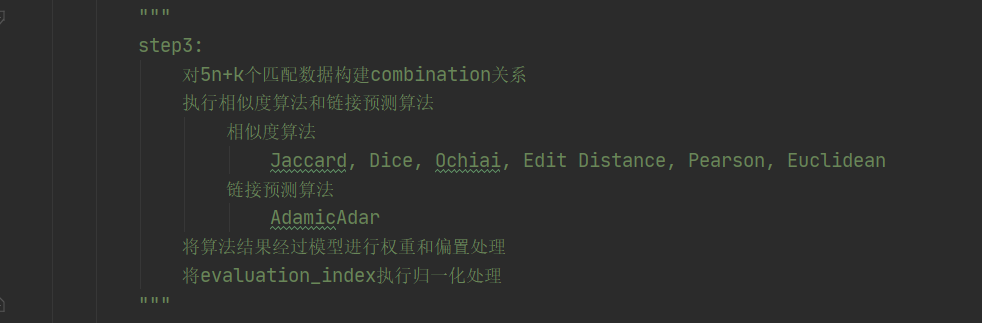 """
step3:
对5n+k个匹配数据构建combination关系
执行相似度算法和链接预测算法
相似度算法
Jaccard, Dice, Ochiai, Edit Distance, Pearson, Euclidean
链接预测算法
AdamicAdar
将算法结果经过模型进行权重和偏置处理
将evaluation_index执行归一化处理
"""